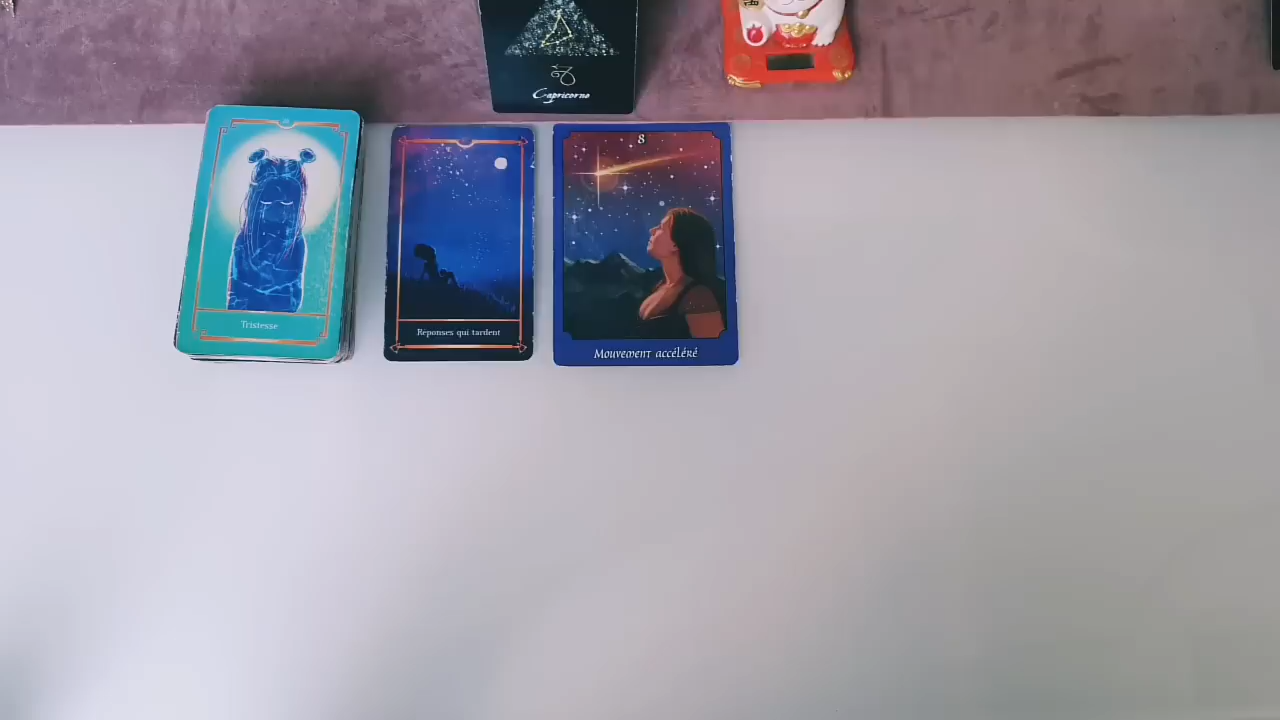 Capricorne
Tristesse
Réponses qui tardent
8
Mouvement accéléré